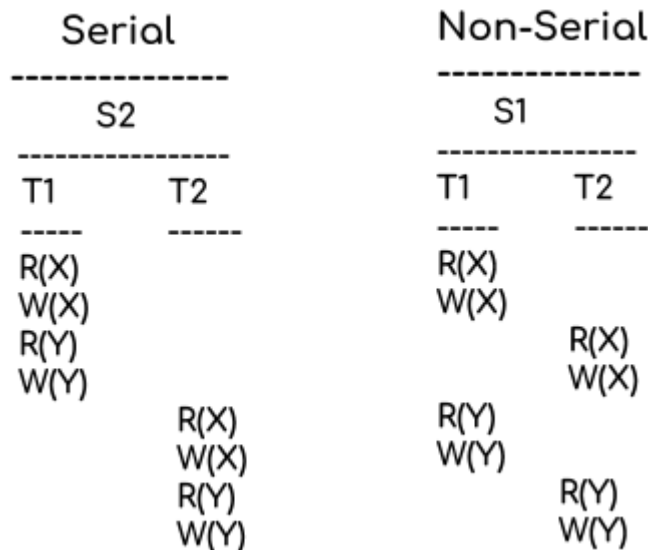 Serial
---------------
S2
------------------
T1 T2
----- ------
R(X)
W(X)
R(Y)
W(Y)
R(X)
W(X)
R(Y)
W(Y)
Non-Serial
--------------
S1
----------------
T1 T2
----- ------
R(X)
W(X)
R(X)
W(X)
R(Y)
W(Y)
R(Y)
W(Y)